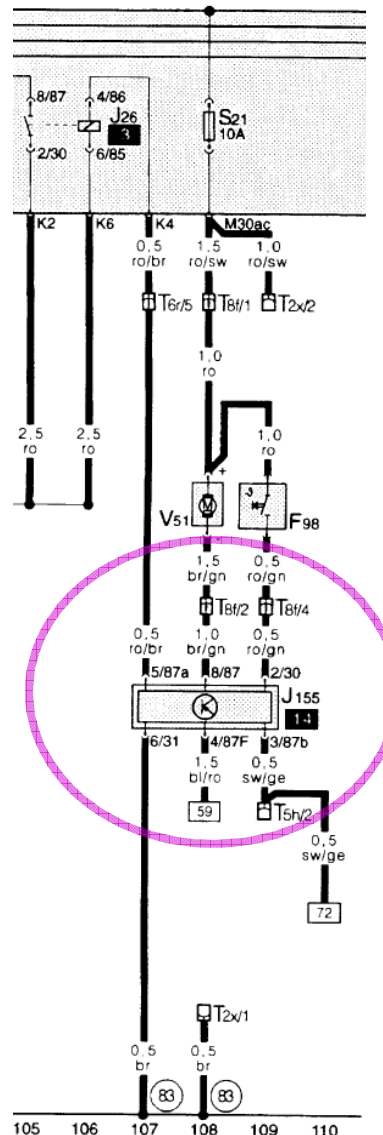 8/87 4/86
J26 S21
3 10A
2/30 6/85
K2 K6 K4 M30ac
0,5 1,5 1,0
ro/br ro/sw ro/sw
T6r/5 T8f/1 T2x/2
1,0
ro
2,5 2,5 1,0
ro ro ro
+
M
V51 F98
1,5 0,5
br/gn ro/gn
T8f/2 T8f/4
0,5 1,0 0,5
ro/br br/gn ro/gn
5/87a 8/87 2/30
J155
K 14
6/31 4/87F 3/87b
1,5 0,5
bl/ro sw/ge
59 T5h/2
0,5
sw/ge
72
T2x/1
0,5 0,5
br br
83 83
105 106 107 108 109 110